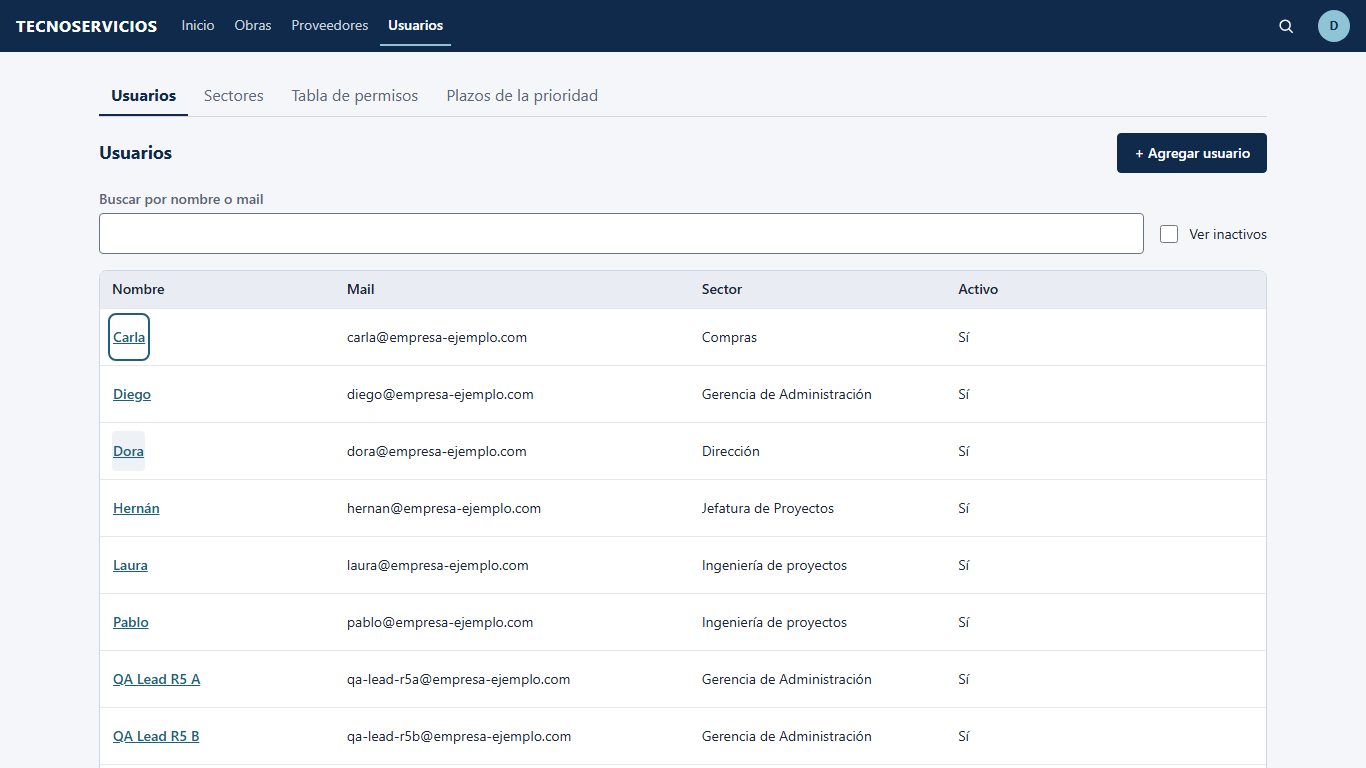 TECNOSERVICIOS Inicio Obras Proveedores Usuarios D
Usuarios Sectores Tabla de permisos Plazos de la prioridad
Usuarios + Agregar usuario
Buscar por nombre o mail
Ver inactivos
Nombre Mail Sector Activo
Carla carla@empresa-ejemplo.com Compras Sí
Diego diego@empresa-ejemplo.com Gerencia de Administración Sí
Dora dora@empresa-ejemplo.com Dirección Sí
Hernán hernan@empresa-ejemplo.com Jefatura de Proyectos Sí
Laura laura@empresa-ejemplo.com Ingeniería de proyectos Sí
Pablo pablo@empresa-ejemplo.com Ingeniería de proyectos Sí
QA Lead R5 A qa-lead-r5a@empresa-ejemplo.com Gerencia de Administración Sí
QA Lead R5 B qa-lead-r5b@empresa-ejemplo.com Gerencia de Administración Sí